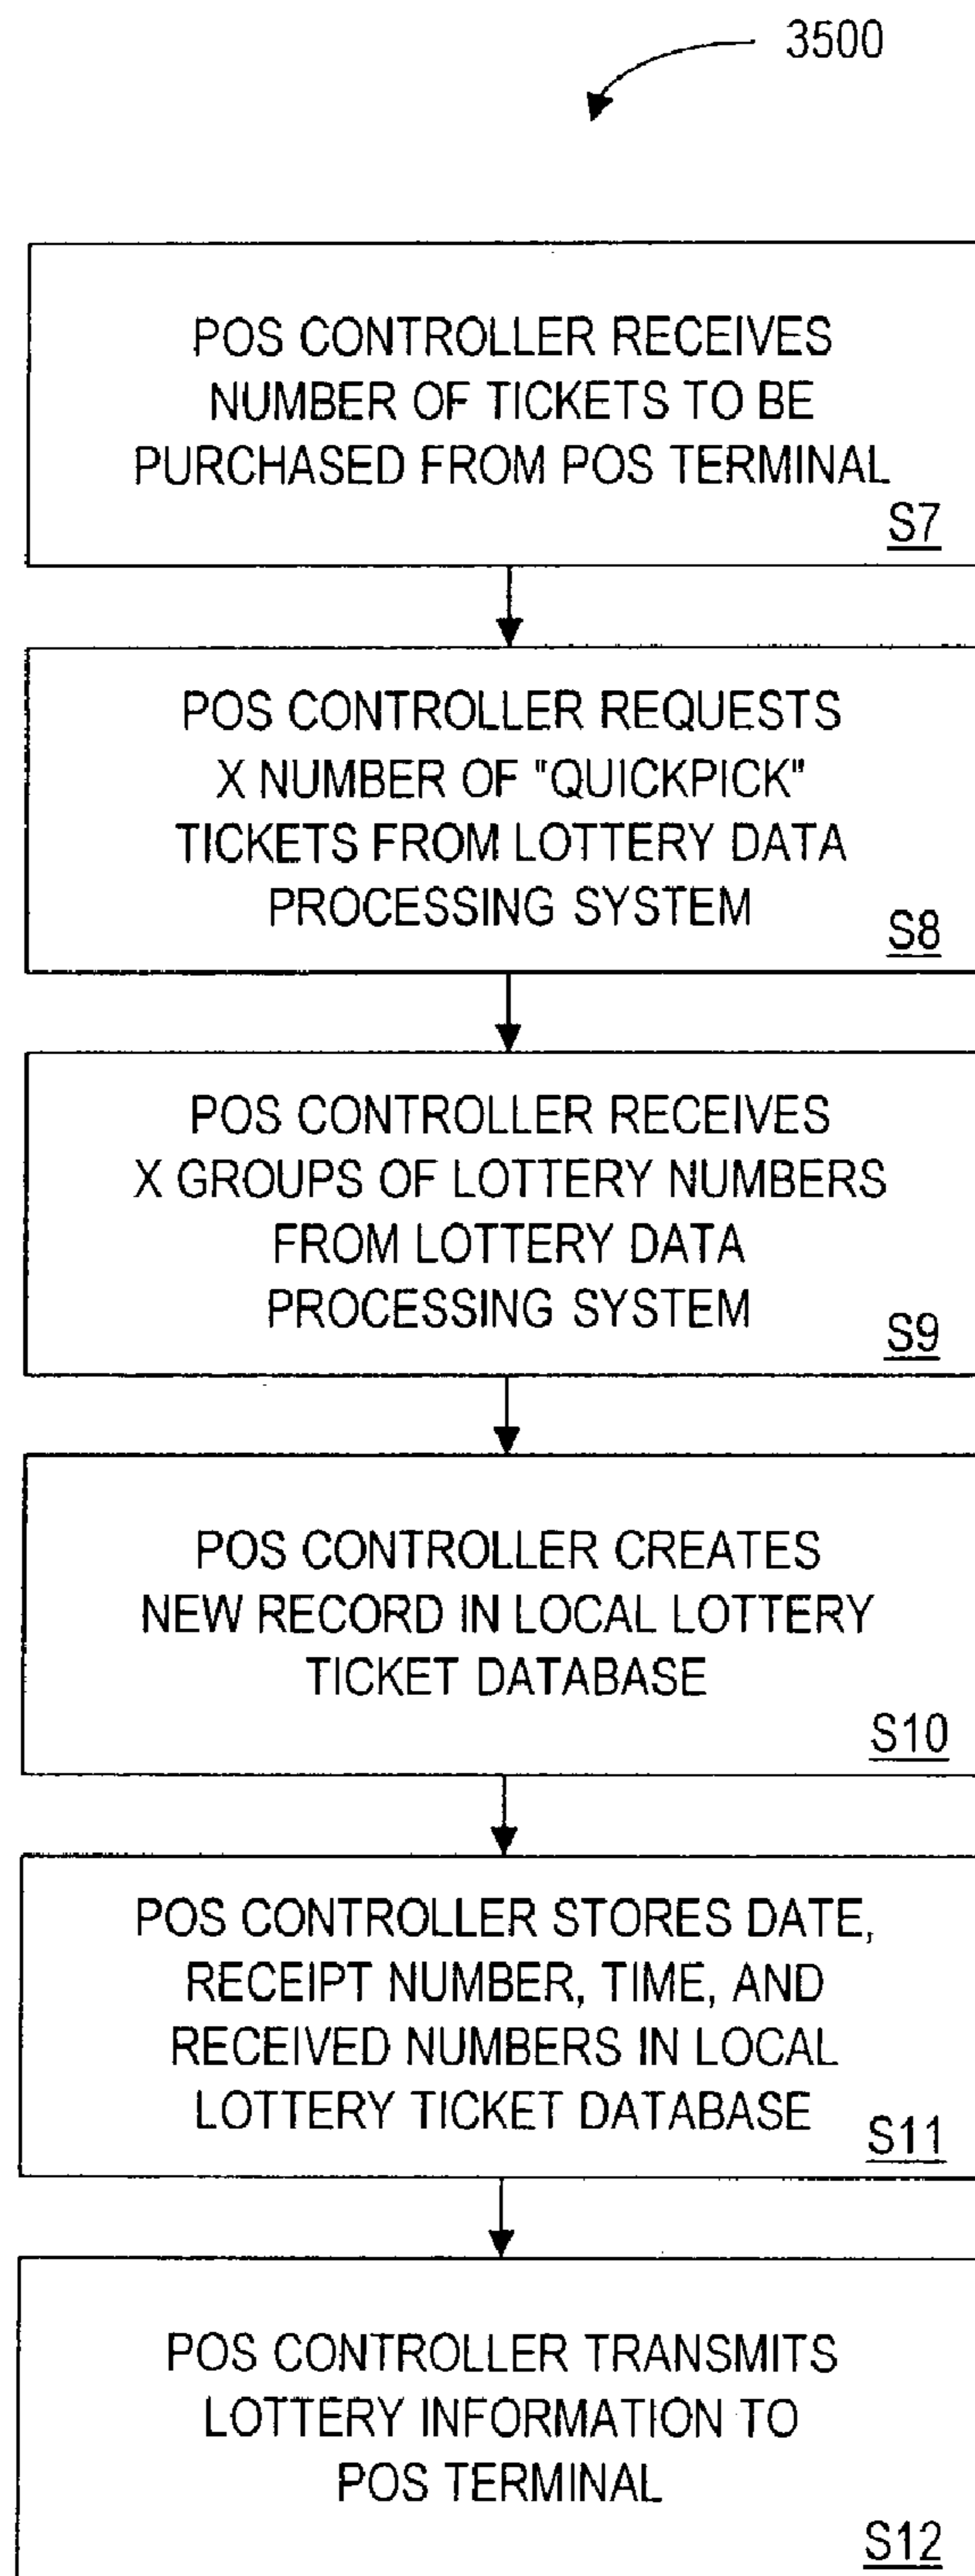 3500
POS CONTROLLER RECEIVES
NUMBER OF TICKETS TO BE
PURCHASED FROM POS TERMINAL
S7
POS CONTROLLER REQUESTS
X NUMBER OF "QUICKPICK"
TICKETS FROM LOTTERY DATA
PROCESSING SYSTEM
S8
POS CONTROLLER RECEIVES
X GROUPS OF LOTTERY NUMBERS
FROM LOTTERY DATA
PROCESSING SYSTEM
S9
POS CONTROLLER CREATES
NEW RECORD IN LOCAL LOTTERY
TICKET DATABASE
S10
POS CONTROLLER STORES DATE,
RECEIPT NUMBER, TIME, AND
RECEIVED NUMBERS IN LOCAL
LOTTERY TICKET DATABASE
S11
POS CONTROLLER TRANSMITS
LOTTERY INFORMATION TO
POS TERMINAL
S12